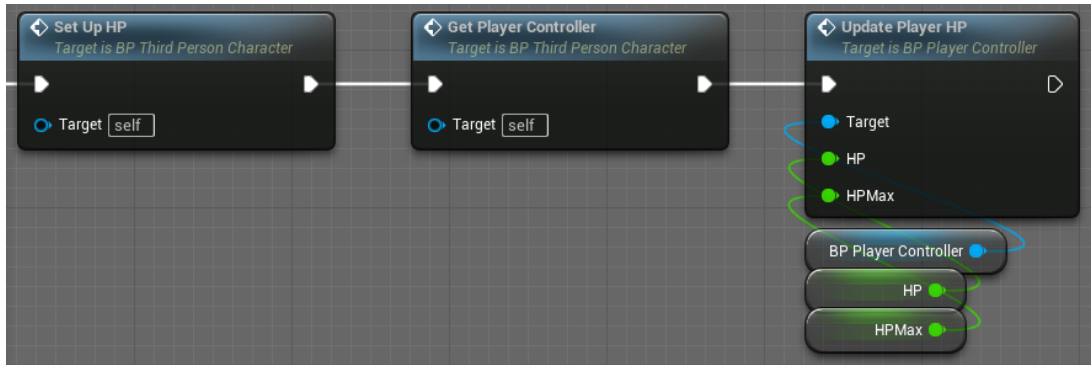 Set Up HP
Target is BP Third Person Character
Target self
Get Player Controller
Target is BP Third Person Character
Target self
Update Player HP
Target is BP Player Controller
Target
HP
HPMax
BP Player Controller
HP
HPMax